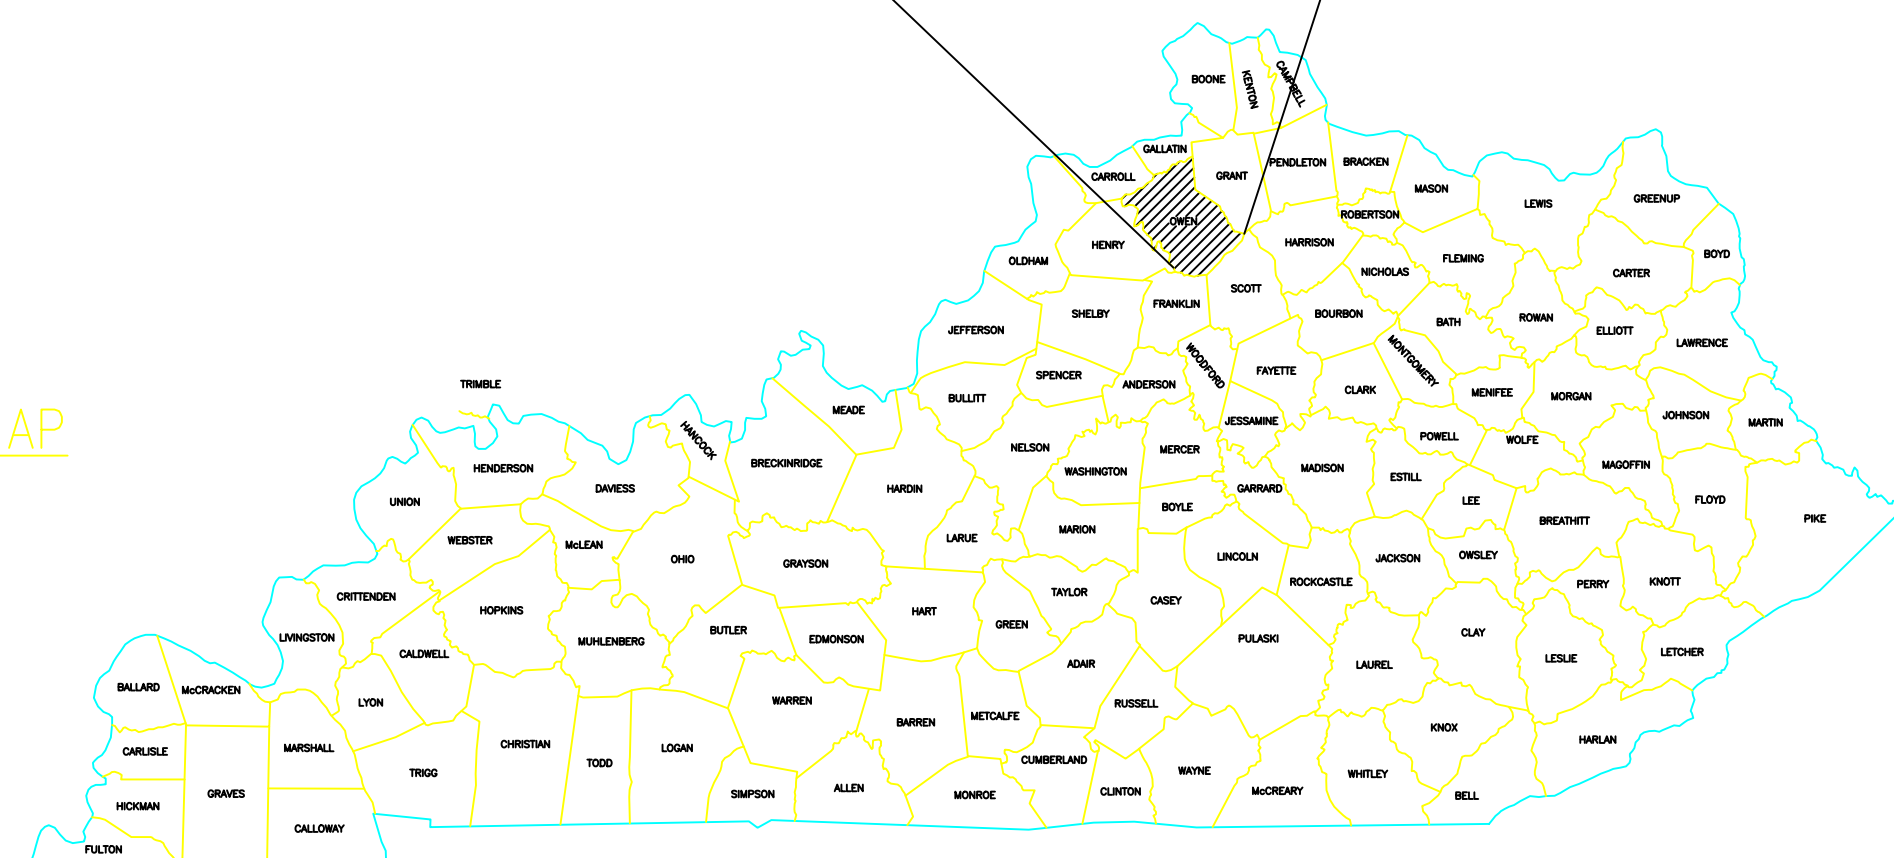 BOONE
KENTON
CAMPBELL
GALLATIN
CARROLL
GRANT
PENDLETON
BRACKEN
MASON
LEWIS
GREENUP
OWEN
ROBERTSON
HENRY
HARRISON
OLDHAM
FLEMING
NICHOLAS
CARTER
BOYD
SCOTT
FRANKLIN
SHELBY
BOURBON
BATH
ROWAN
ELLIOTT
JEFFERSON
LAWRENCE
WOODFORD
MONTGOMERY
FAYETTE
SPENCER
ANDERSON
CLARK
MENIFEE
MORGAN
TRIMBLE
BULLITT
MEADE
JESSAMINE
JOHNSON
MARTIN
AP
HANCOCK
POWELL
WOLFE
NELSON
MERCER
BRECKINRIDGE
WASHINGTON
MADISON
MAGOFFIN
HENDERSON
DAVIESS
HARDIN
GARRARD
ESTILL
UNION
BOYLE
LEE
FLOYD
PIKE
BREATHITT
MARION
WEBSTER
McLEAN
LARUE
OHIO
GRAYSON
LINCOLN
JACKSON
OWSLEY
ROCKCASTLE
PERRY
KNOTT
CRITTENDEN
TAYLOR
CASEY
HOPKINS
HART
GREEN
LIVINGSTON
MUHLENBERG
BUTLER
EDMONSON
PULASKI
CLAY
CALDWELL
ADAIR
LAUREL
LESLIE
LETCHER
BALLARD
McCRACKEN
LYON
WARREN
RUSSELL
METCALFE
BARREN
KNOX
CARLISLE
MARSHALL
CHRISTIAN
LOGAN
HARLAN
TRIGG
TODD
CUMBERLAND
WAYNE
WHITLEY
GRAVES
SIMPSON
ALLEN
MONROE
CLINTON
McCREARY
BELL
HICKMAN
CALLOWAY
FULTON